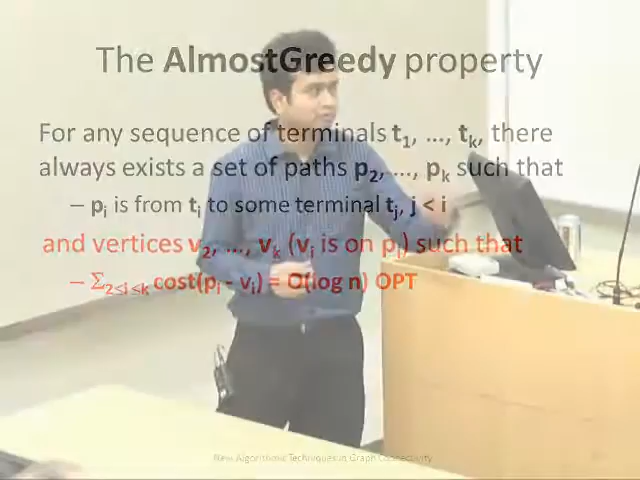 The AlmostGreedy property
For any sequence of terminals t1, ..., tk, there
always exists a set of paths p2, ..., pk such that
– pi is from ti to some terminal tj, j < i
and vertices v2, ..., vk (vi is on pi) such that
– Σ2≤i≤k cost(pi - vi) = O(log n) OPT
New Algorithmic Techniques in Graph Connectivity